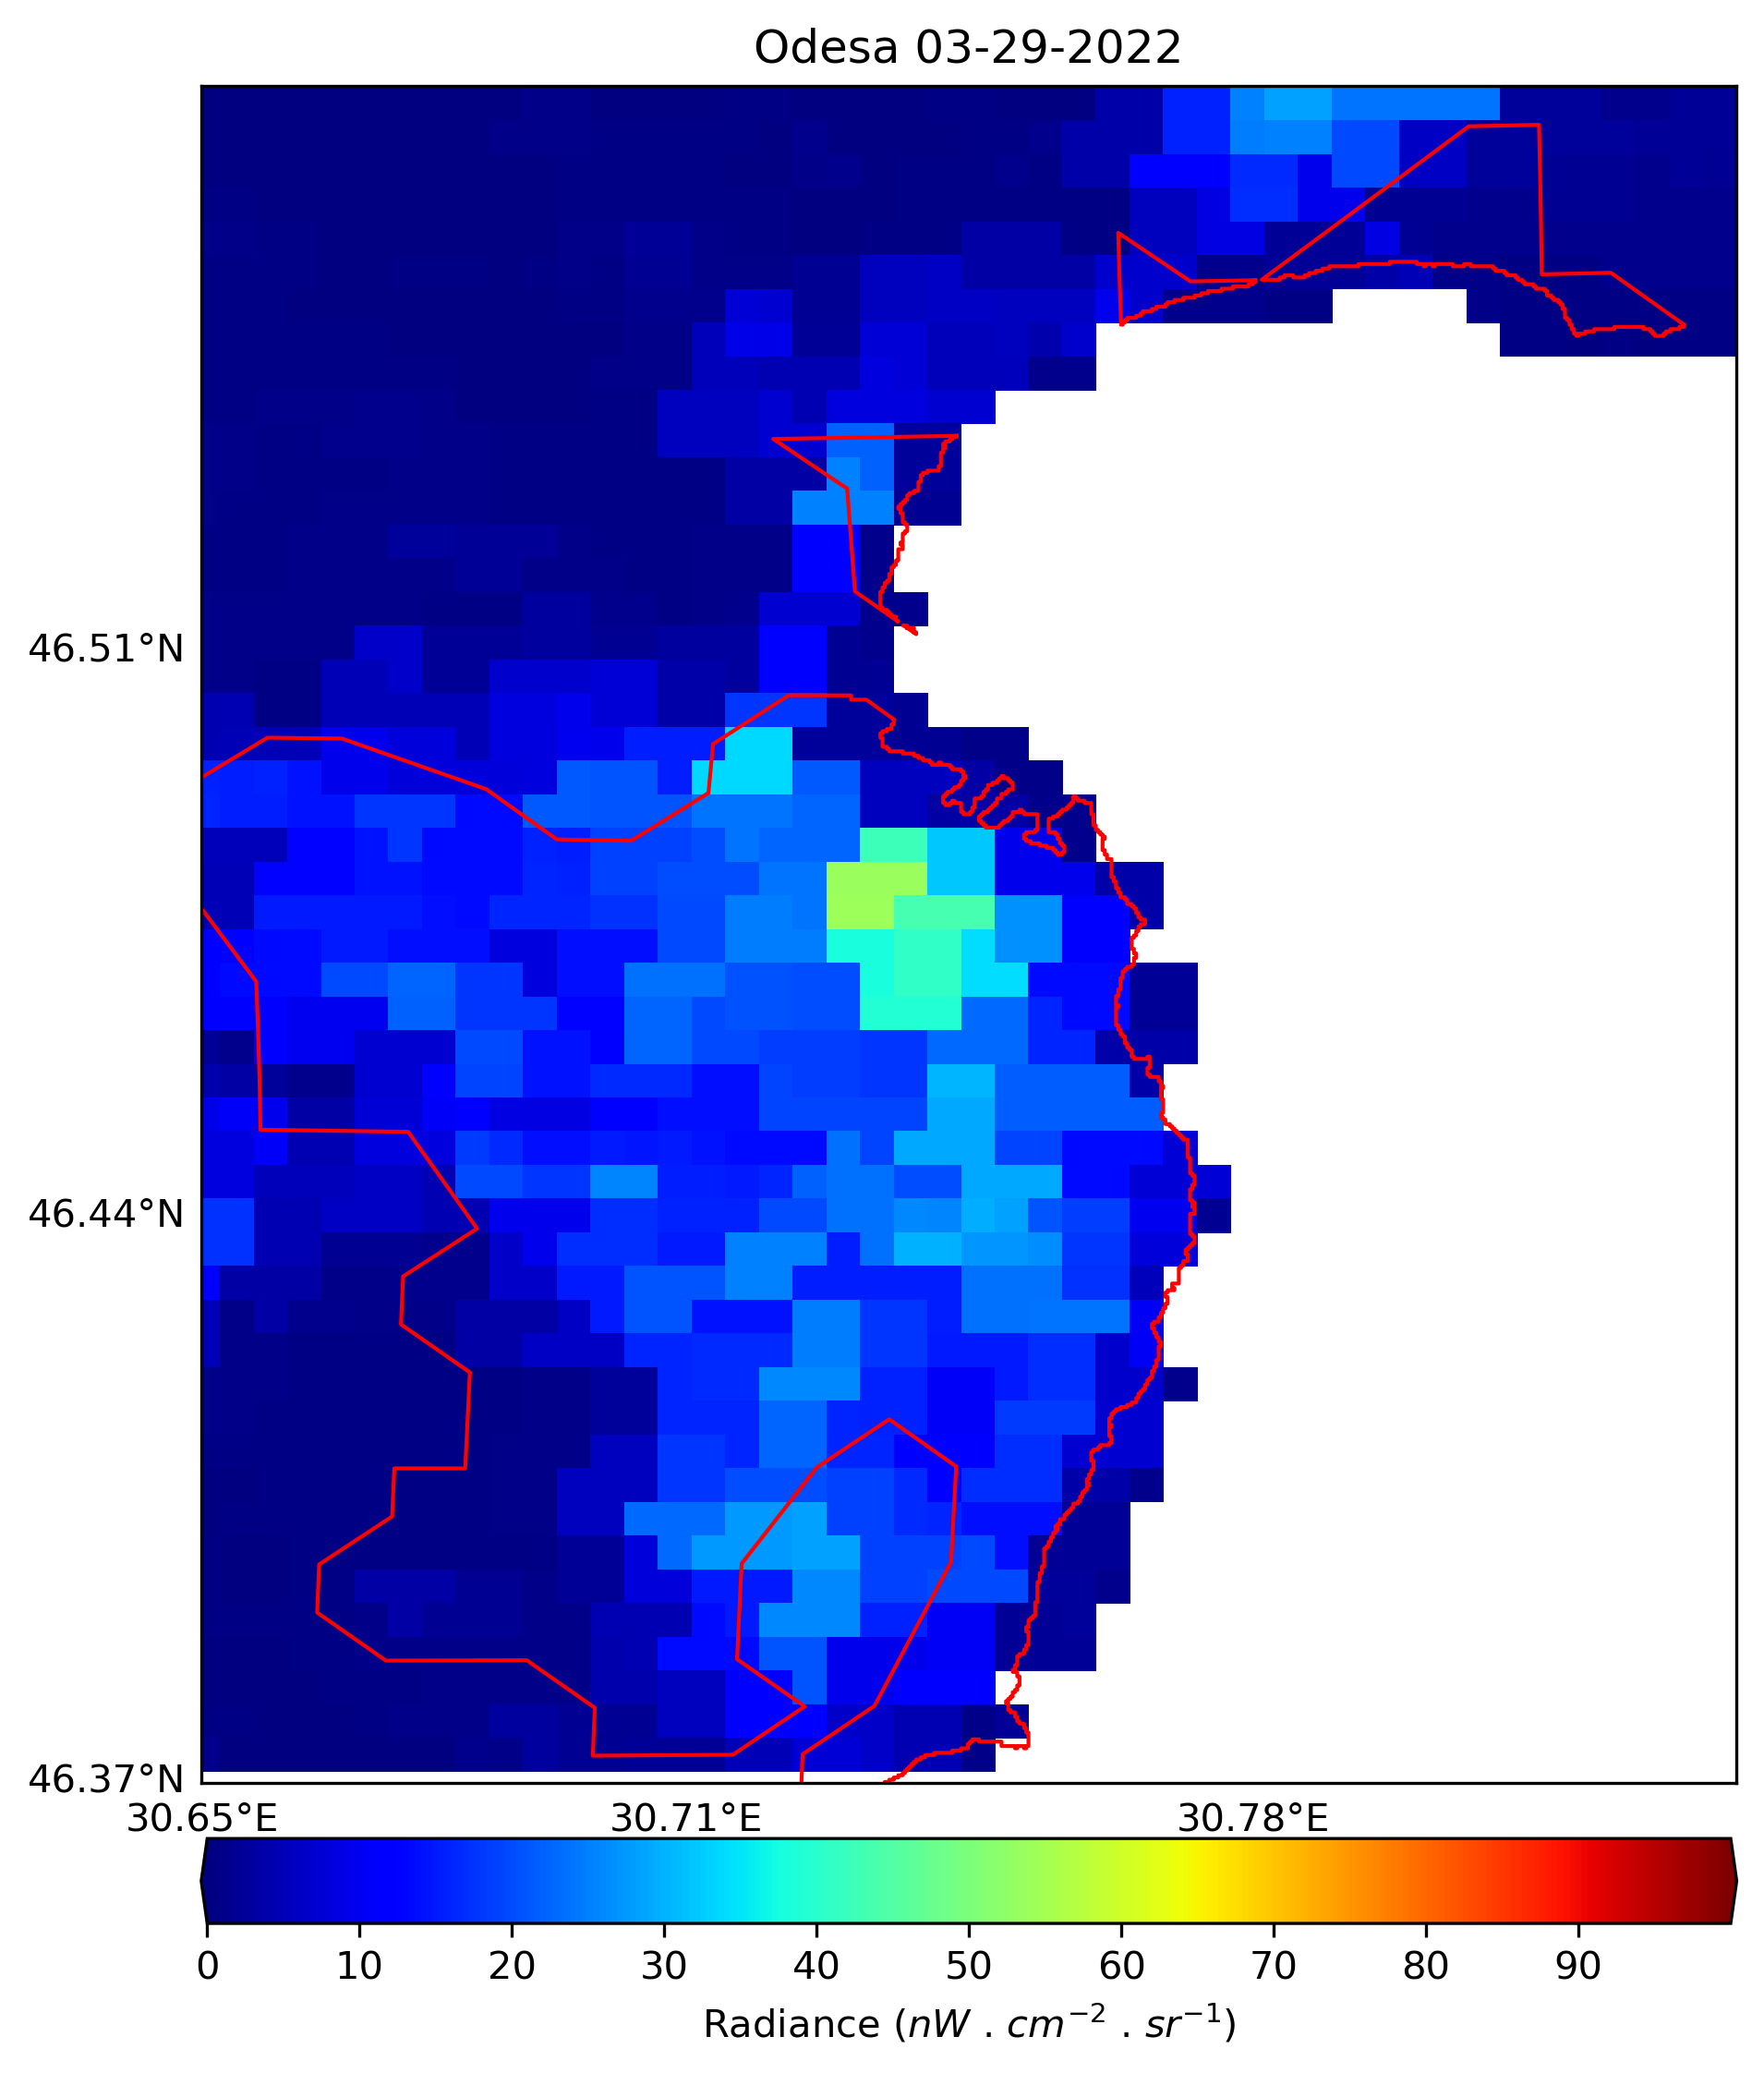 Odesa 03-29-2022
46.51°N
46.44°N
46.37°N
30.65°E 30.71°E 30.78°E
0 10 20 30 40 50 60 70 80 90
Radiance (nW . cm⁻² . sr⁻¹)